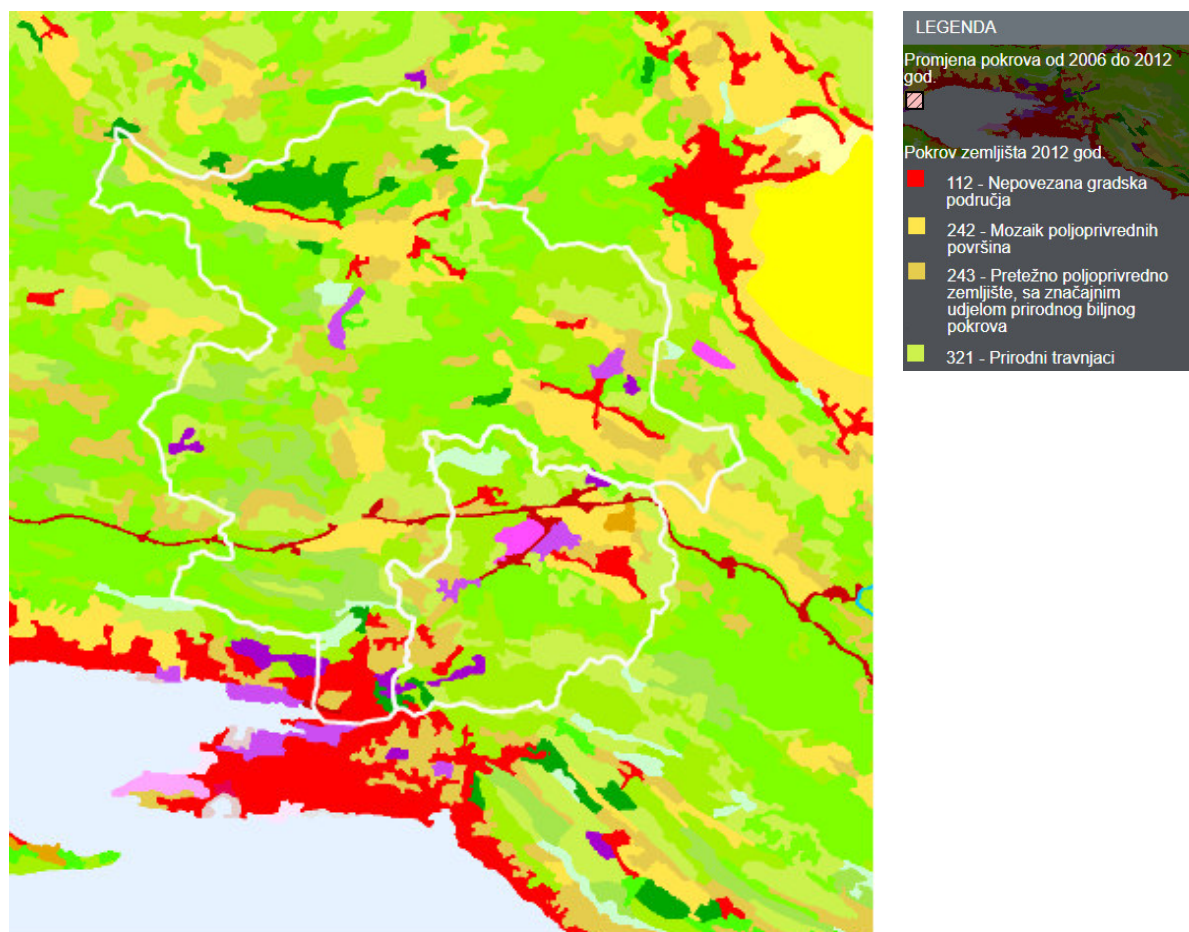 LEGENDA
Promjena pokrova od 2006 do 2012
god.
Pokrov zemljišta 2012 god.
112 - Nepovezana gradska
područja
242 - Mozaik poljoprivrednih
površina
243 - Pretežno poljoprivredno
zemljište, sa značajnim
udjelom prirodnog biljnog
pokrova
321 - Prirodni travnjaci